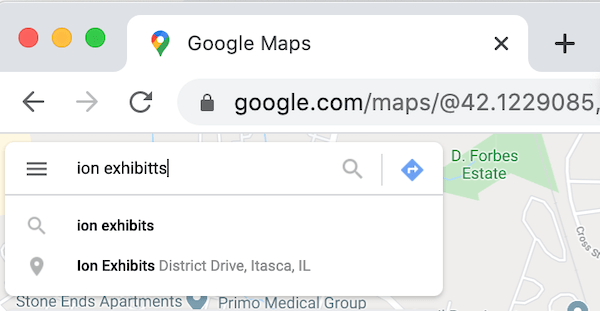 Google Maps
google.com/maps/@42.1229085,
ion exhibitts
ion exhibits
Ion Exhibits District Drive, Itasca, IL
D. Forbes
Estate
Cross St
Stone Ends Apartments
Primo Medical Group